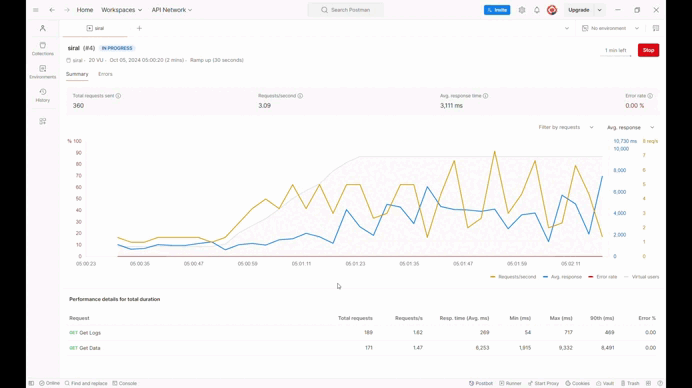 Home Workspaces API Network Search Postman Invite Upgrade
siral No environment
siral (#4) IN PROGRESS 1 min left Stop
siral · 20 VU · Oct 05, 2024 05:00:20 (2 mins) · Ramp up (30 seconds)
Collections
Environments
History
Summary Errors
Total requests sent Requests/second Avg. response time Error rate
360 3.09 3,111 ms 0.00 %
Filter by requests Avg. response
% 100 10,730 ms 8 req/s
90 10,000 7
80 8,000 6
70
60 6,000 5
50 4
40 4,000 3
30
20 2,000 2
10 1
0 0 0
05:00:23 05:00:35 05:00:47 05:00:59 05:01:11 05:01:23 05:01:35 05:01:47 05:01:59 05:02:11
Requests/second Avg. response Error rate Virtual users
Performance details for total duration
Request Total requests Requests/s Resp. time (Avg. ms) Min (ms) Max (ms) 90th (ms) Error %
GET Get Logs 189 1.62 269 54 717 469 0.00
GET Get Data 171 1.47 6,253 1,815 9,332 8,491 0.00
Online Find and replace Console Postbot Runner Start Proxy Cookies Vault Trash